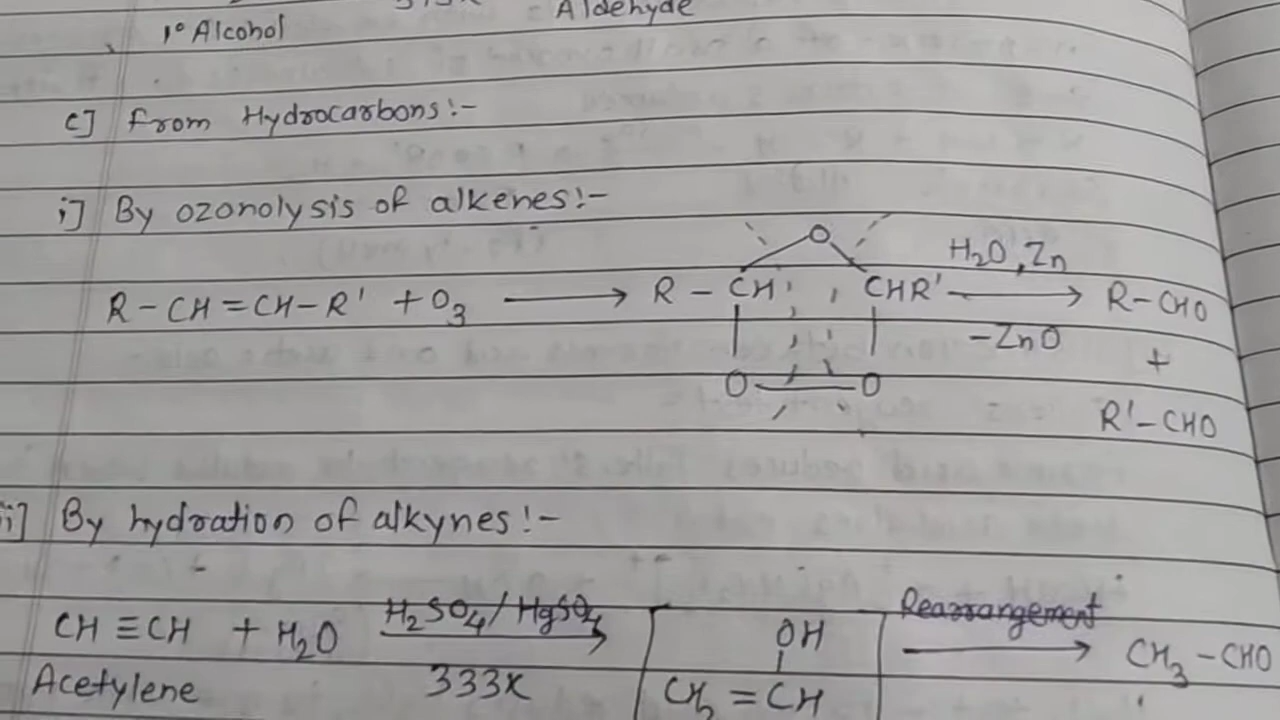 Aldehyde
1° Alcohol
C] From Hydrocarbons:-
i] By ozonolysis of alkenes:-
O
H₂O, Zn
R - CH = CH - R' + O₃ ⟶ R - CH CHR' ⟶ R - CHO
- ZnO
+
O O
R' - CHO
i] By hydration of alkynes:-
H₂SO₄ / HgSO₄ Rearrangement
CH ≡ CH + H₂O ⟶ OH ⟶ CH₃ - CHO
Acetylene 333K CH₂ = CH